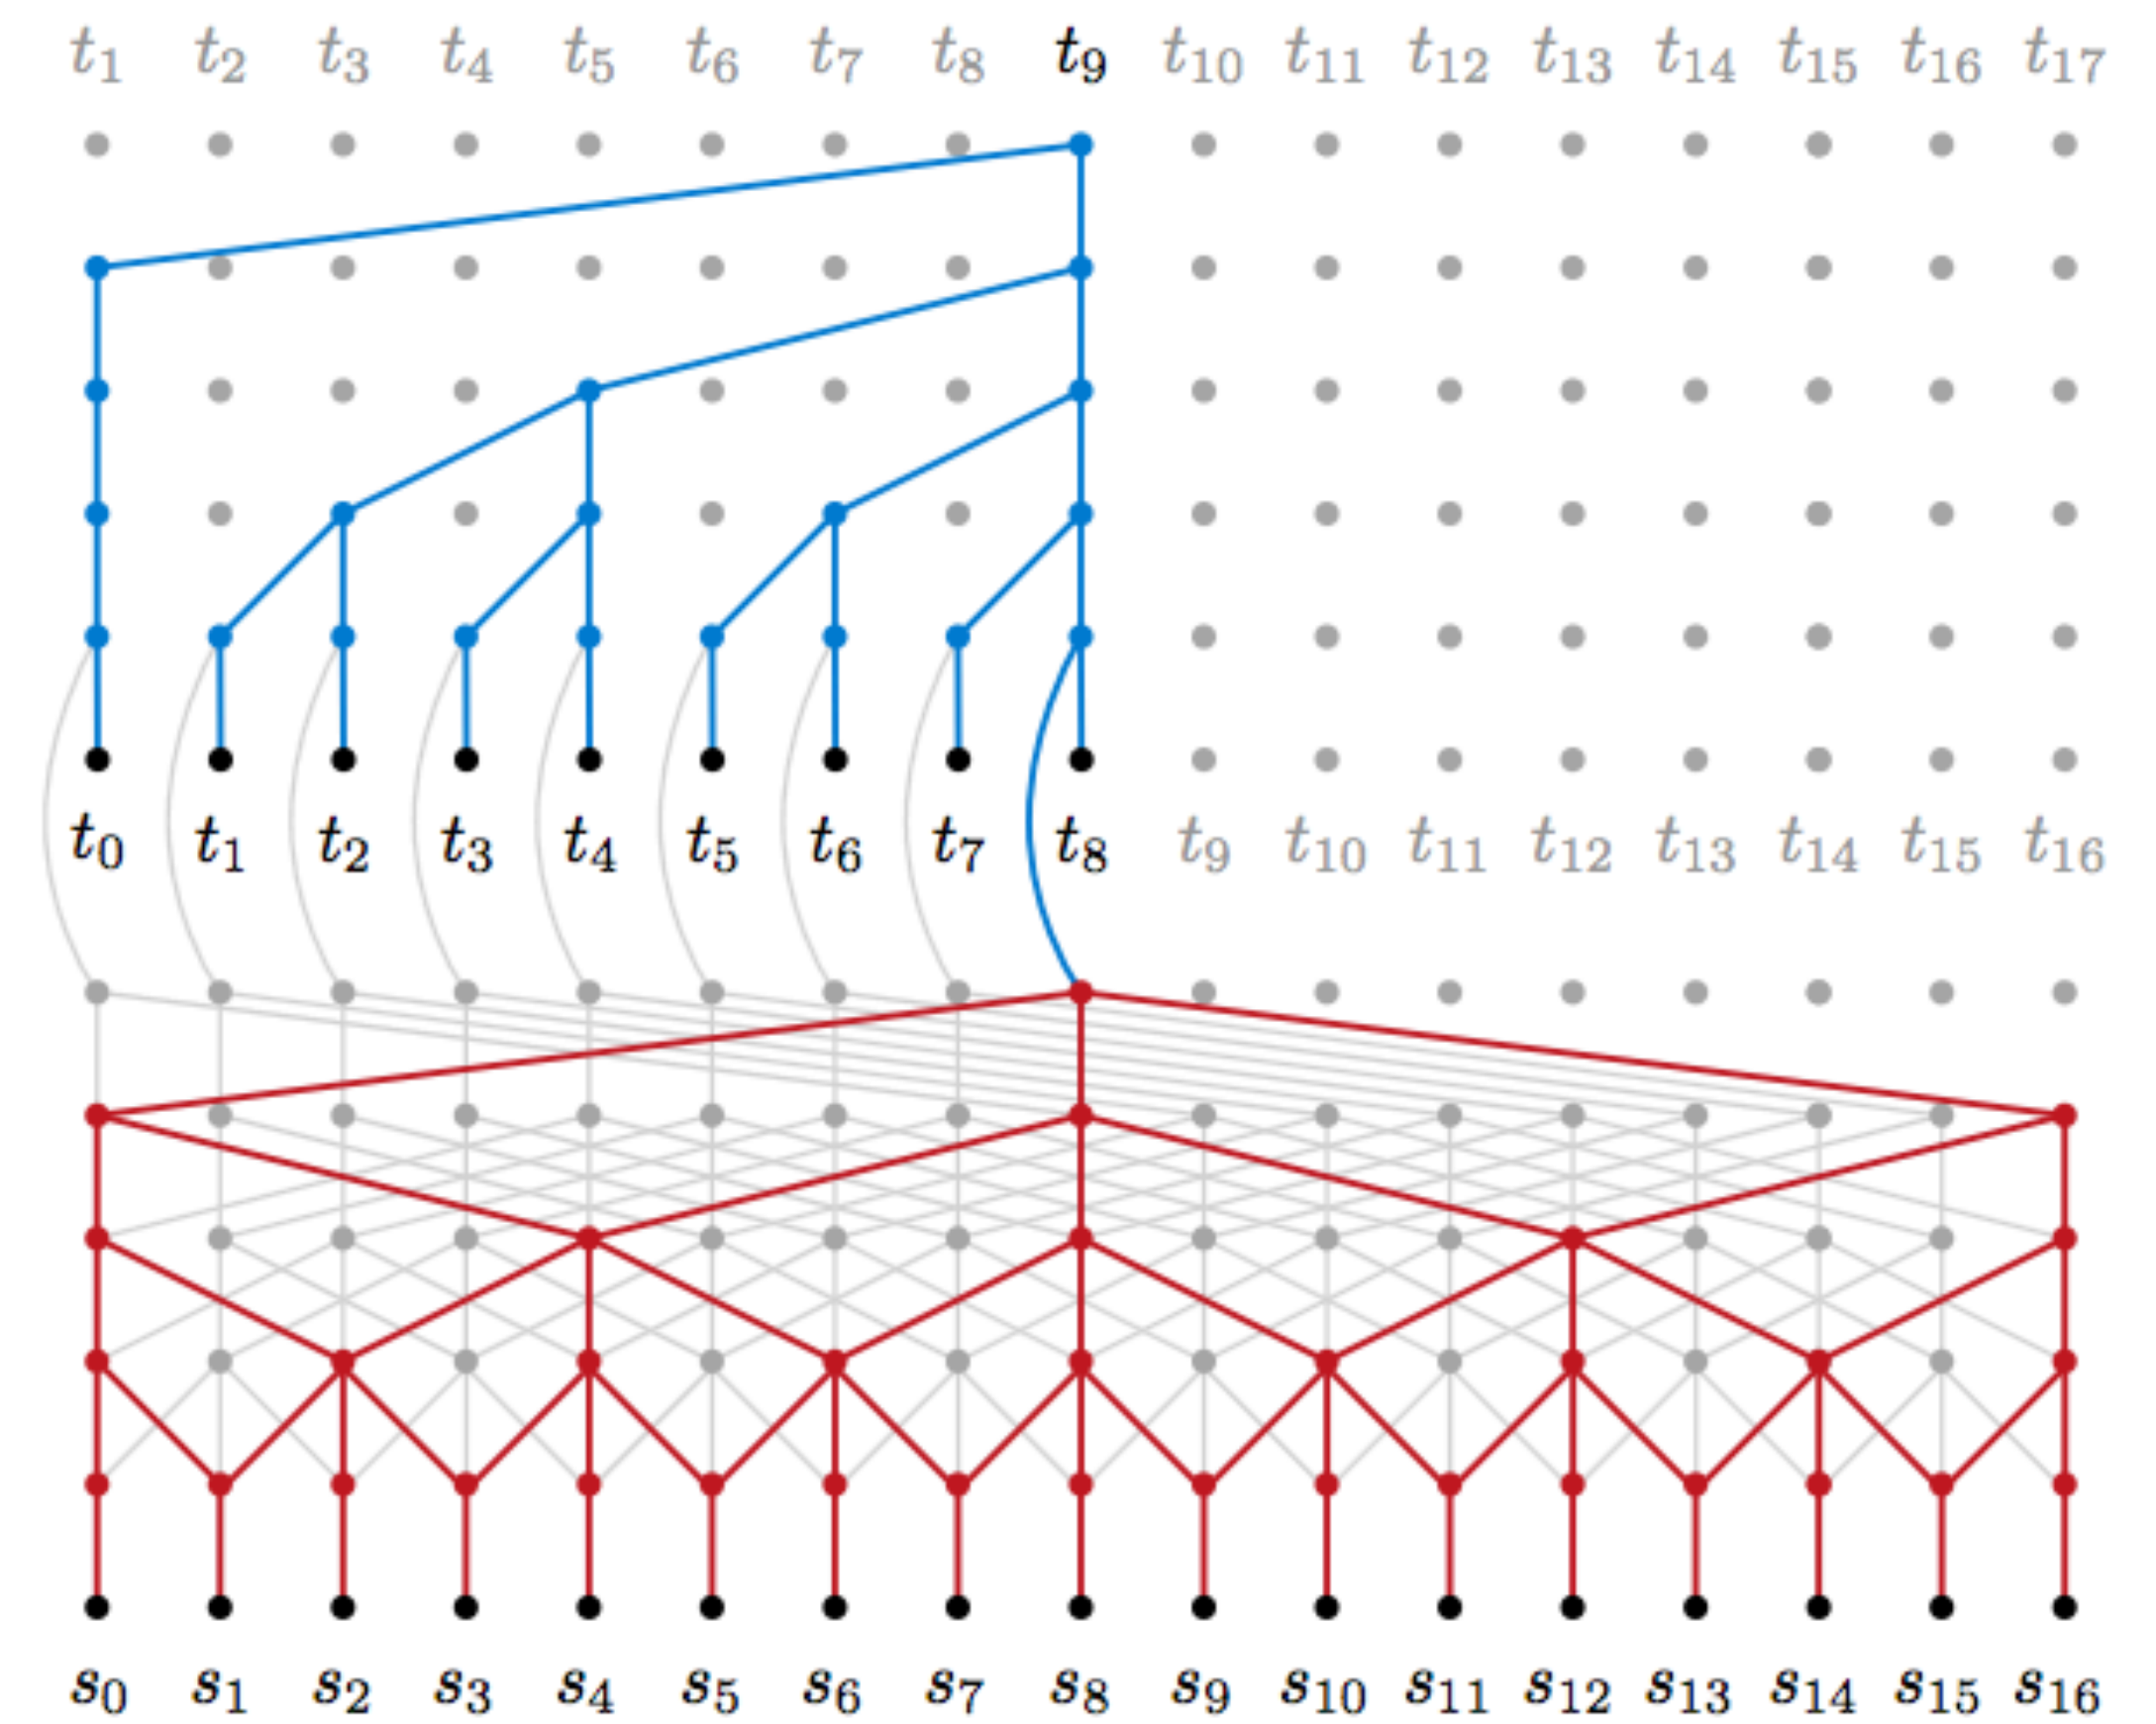 t₁ t₂ t₃ t₄ t₅ t₆ t₇ t₈ t₉ t₁₀ t₁₁ t₁₂ t₁₃ t₁₄ t₁₅ t₁₆ t₁₇
t₀ t₁ t₂ t₃ t₄ t₅ t₆ t₇ t₈ t₉ t₁₀ t₁₁ t₁₂ t₁₃ t₁₄ t₁₅ t₁₆
s₀ s₁ s₂ s₃ s₄ s₅ s₆ s₇ s₈ s₉ s₁₀ s₁₁ s₁₂ s₁₃ s₁₄ s₁₅ s₁₆